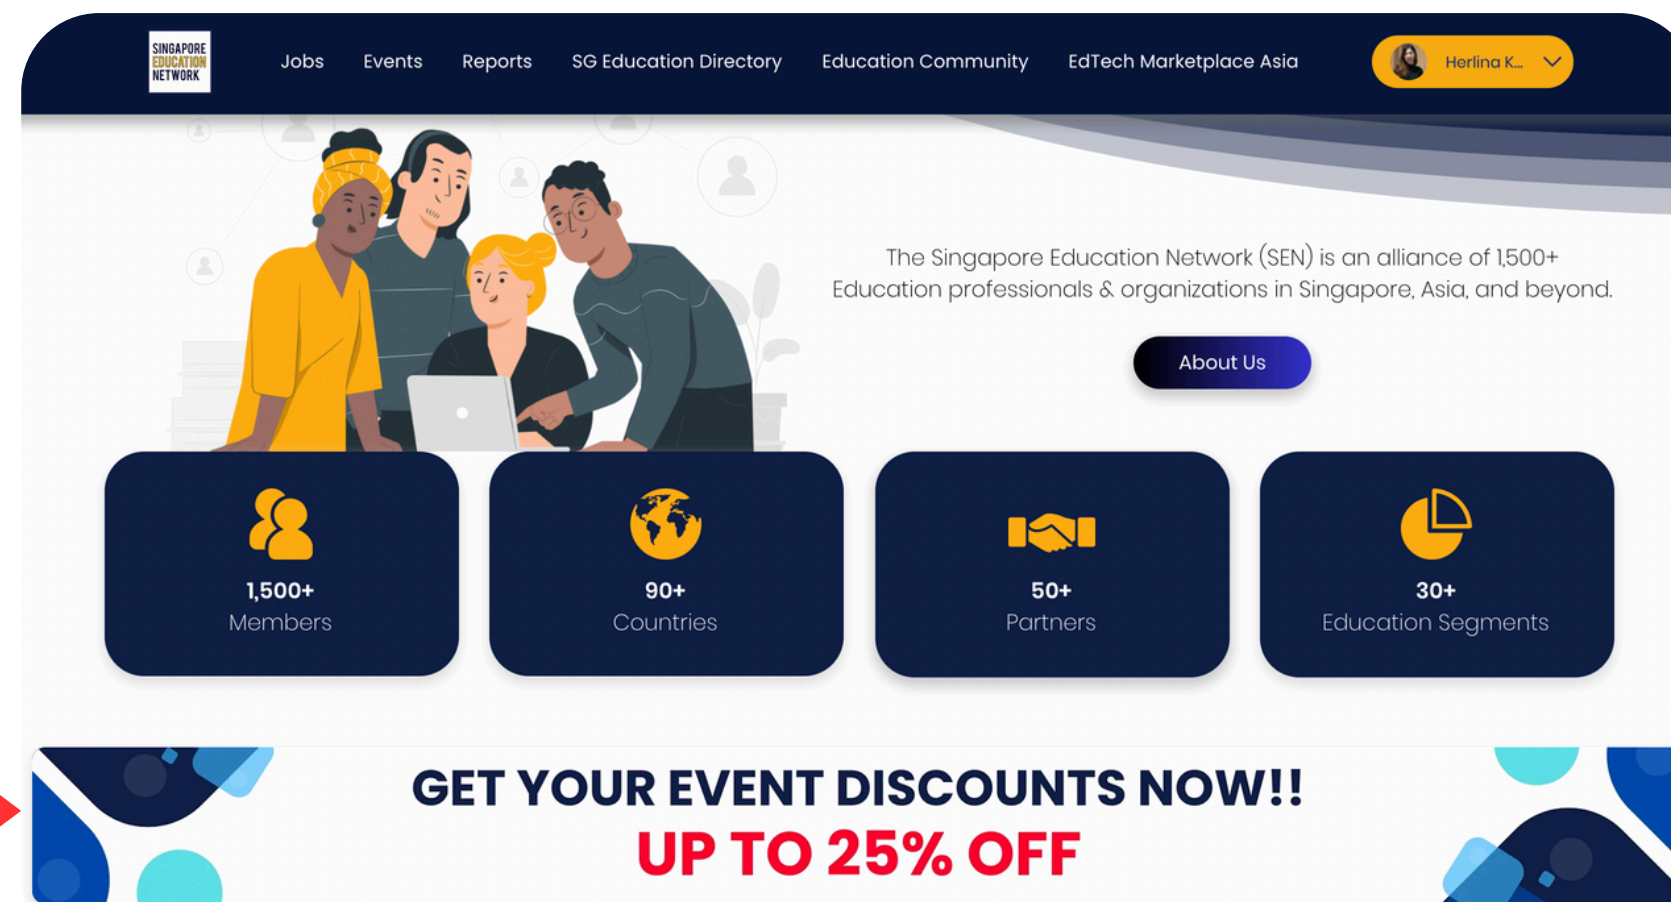 SINGAPORE
EDUCATION
NETWORK
Jobs
Events
Reports
SG Education Directory
Education Community
EdTech Marketplace Asia
Herlina K...
The Singapore Education Network (SEN) is an alliance of 1,500+
Education professionals & organizations in Singapore, Asia, and beyond.
About Us
1,500+
Members
90+
Countries
50+
Partners
30+
Education Segments
GET YOUR EVENT DISCOUNTS NOW!!
UP TO 25% OFF